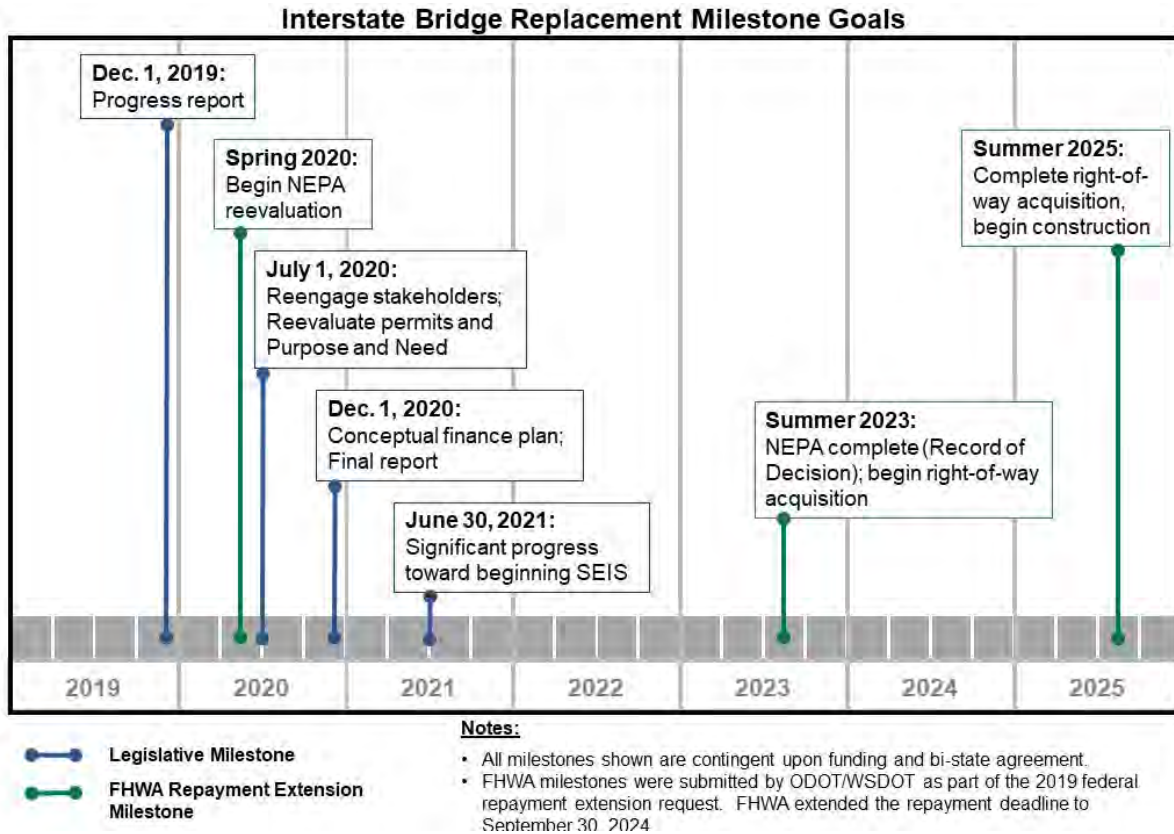 Interstate Bridge Replacement Milestone Goals
Dec. 1, 2019:
Progress report
Spring 2020:
Begin NEPA
reevaluation
July 1, 2020:
Reengage stakeholders;
Reevaluate permits and
Purpose and Need
Dec. 1, 2020:
Conceptual finance plan;
Final report
June 30, 2021:
Significant progress
toward beginning SEIS
Summer 2023:
NEPA complete (Record of
Decision); begin right-of-way
acquisition
Summer 2025:
Complete right-of-
way acquisition,
begin construction
2019
2020
2021
2022
2023
2024
2025
Legislative Milestone
FHWA Repayment Extension
Milestone
Notes:
• All milestones shown are contingent upon funding and bi-state agreement.
• FHWA milestones were submitted by ODOT/WSDOT as part of the 2019 federal
repayment extension request. FHWA extended the repayment deadline to
September 30, 2024